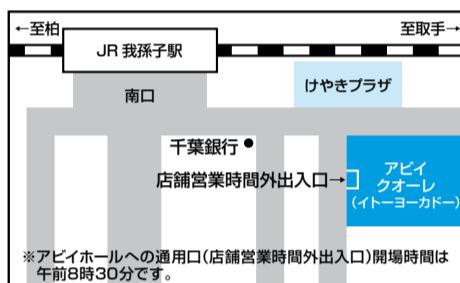 ←至柏
至取手→
JR 我孫子駅
南口
けやきプラザ
千葉銀行●
店舗営業時間外出入口→
アビイ
クオーレ
(イトーヨーカドー)
※アビイホールへの通用口(店舗営業時間外出入口)開場時間は
午前8時30分です。